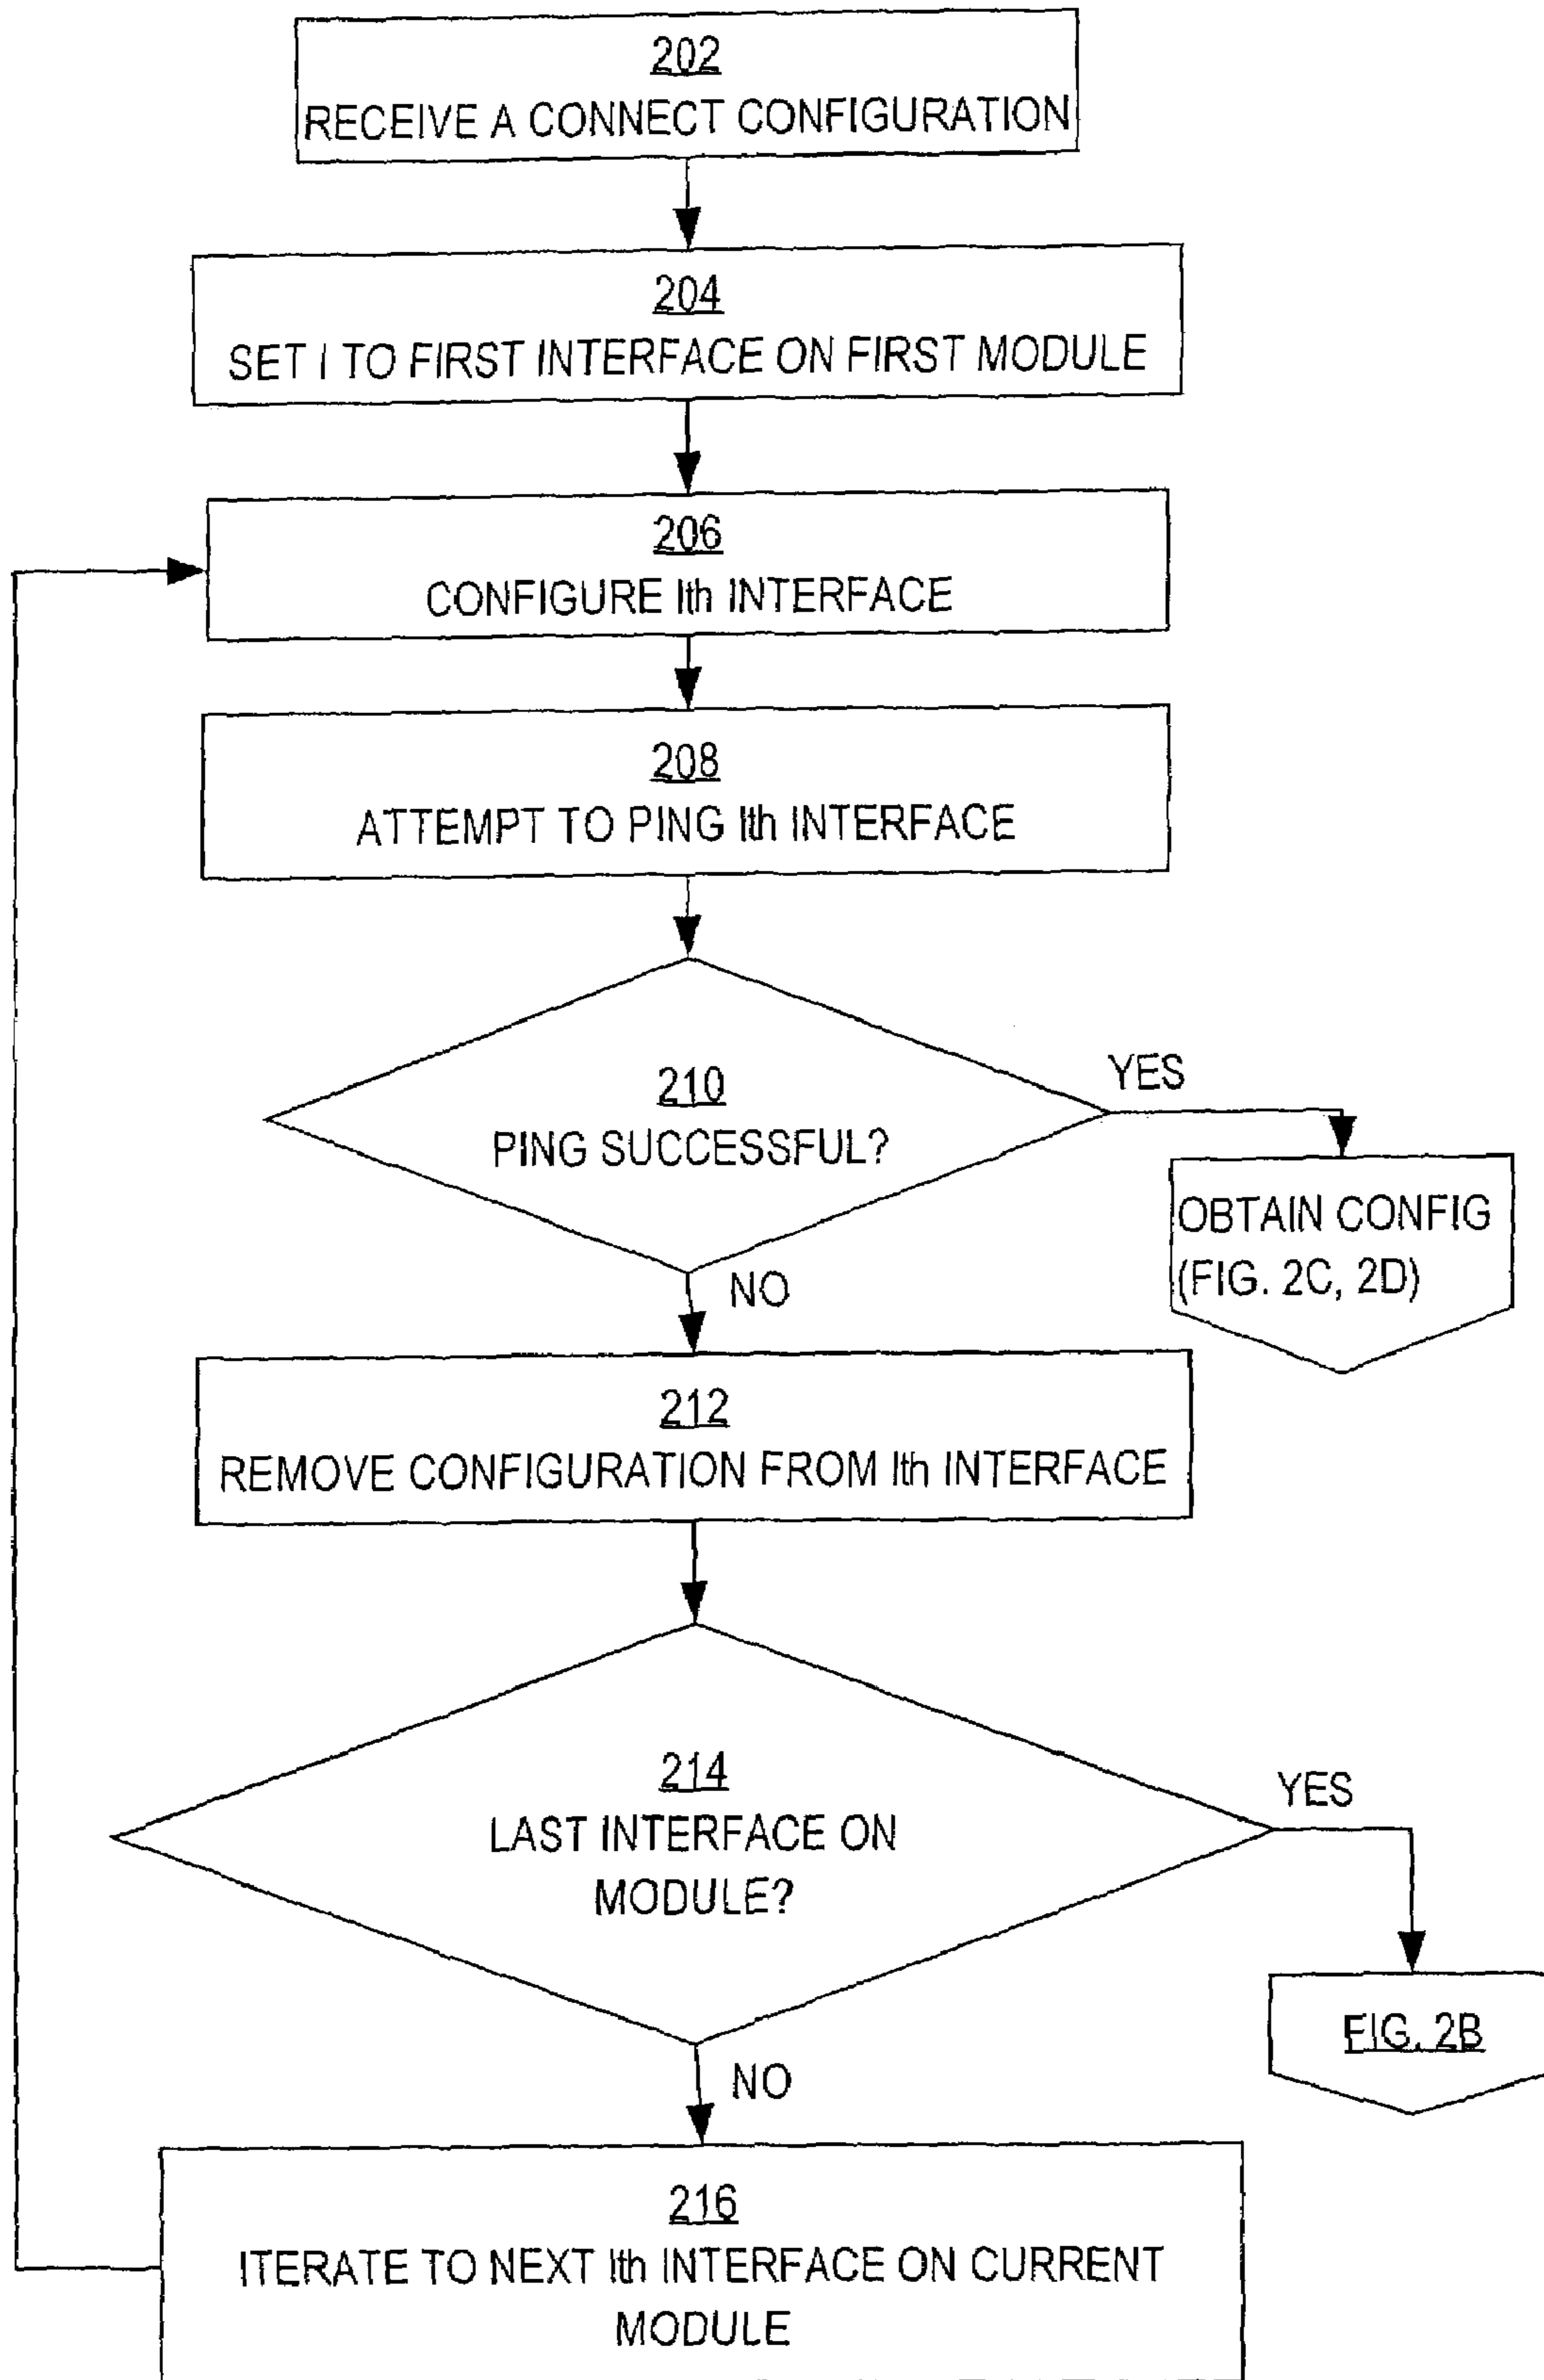 202
RECEIVE A CONNECT CONFIGURATION
204
SET I TO FIRST INTERFACE ON FIRST MODULE
206
CONFIGURE Ith INTERFACE
208
ATTEMPT TO PING Ith INTERFACE
210
PING SUCCESSFUL?
YES
OBTAIN CONFIG
(FIG. 2C, 2D)
NO
212
REMOVE CONFIGURATION FROM Ith INTERFACE
214
LAST INTERFACE ON
MODULE?
YES
FIG. 2B
NO
216
ITERATE TO NEXT Ith INTERFACE ON CURRENT
MODULE